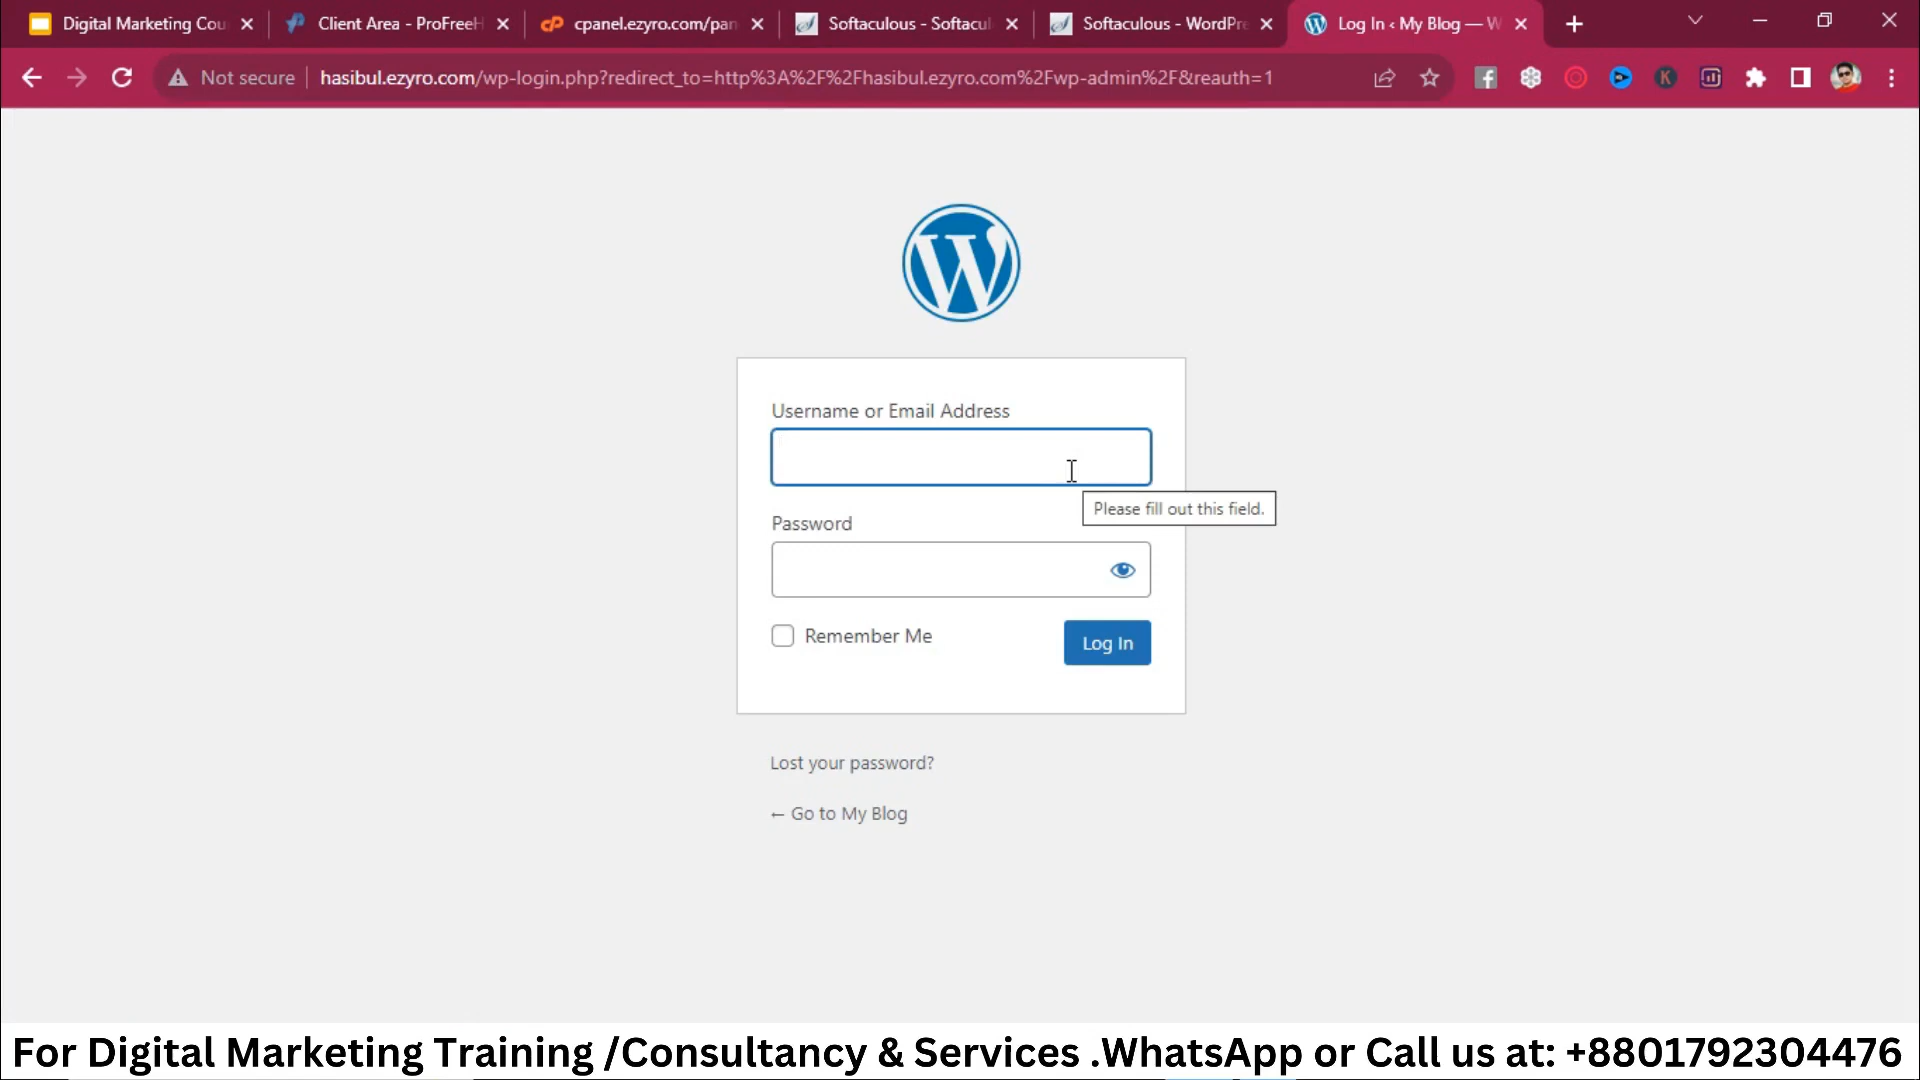 Digital Marketing Cou
Client Area - ProFreeH
cP cpanel.ezyro.com/pan
Softaculous - Softacul
Softaculous - WordPre
Log In ‹ My Blog — W
Not secure
hasibul.ezyro.com/wp-login.php?redirect_to=http%3A%2F%2Fhasibul.ezyro.com%2Fwp-admin%2F&reauth=1
K
W
Username or Email Address
Please fill out this field.
Password
Remember Me
Log In
Lost your password?
← Go to My Blog
For Digital Marketing Training /Consultancy & Services .WhatsApp or Call us at: +8801792304476